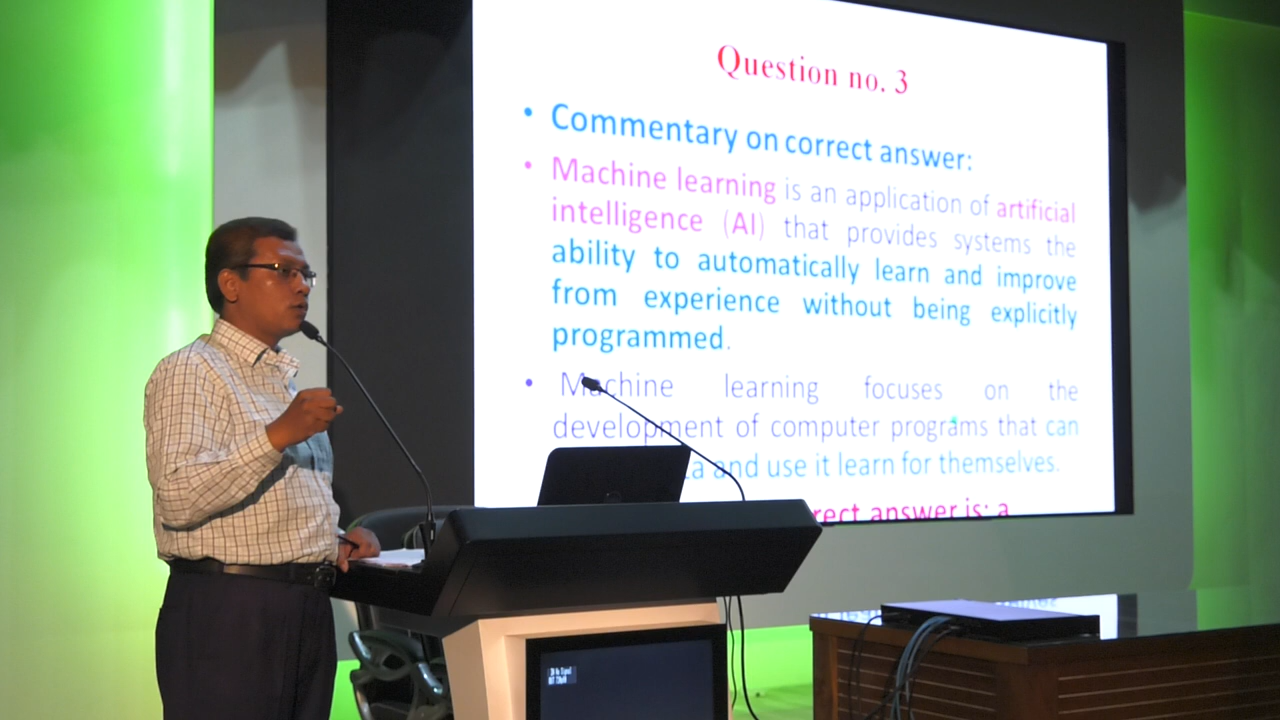 Question no. 3
• Commentary on correct answer:
• Machine learning is an application of artificial
intelligence (AI) that provides systems the
ability to automatically learn and improve
from experience without being explicitly
programmed.
• Machine learning focuses on the
development of computer programs that can
and use it learn for themselves.
answer is: a